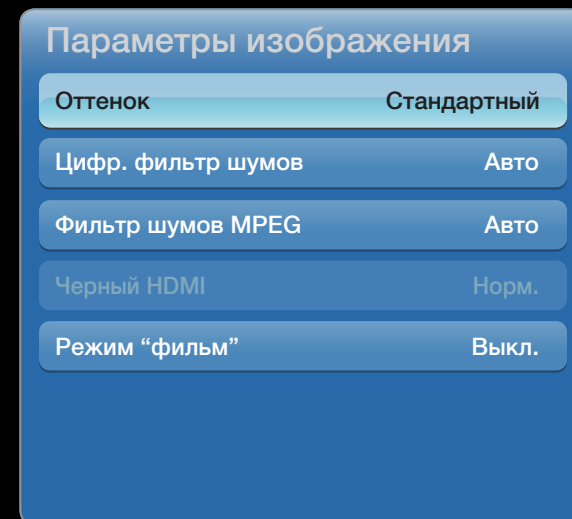 Параметры изображения
Оттенок Стандартный
Цифр. фильтр шумов Авто
Фильтр шумов MPEG Авто
Черный HDMI Норм.
Режим “фильм” Выкл.